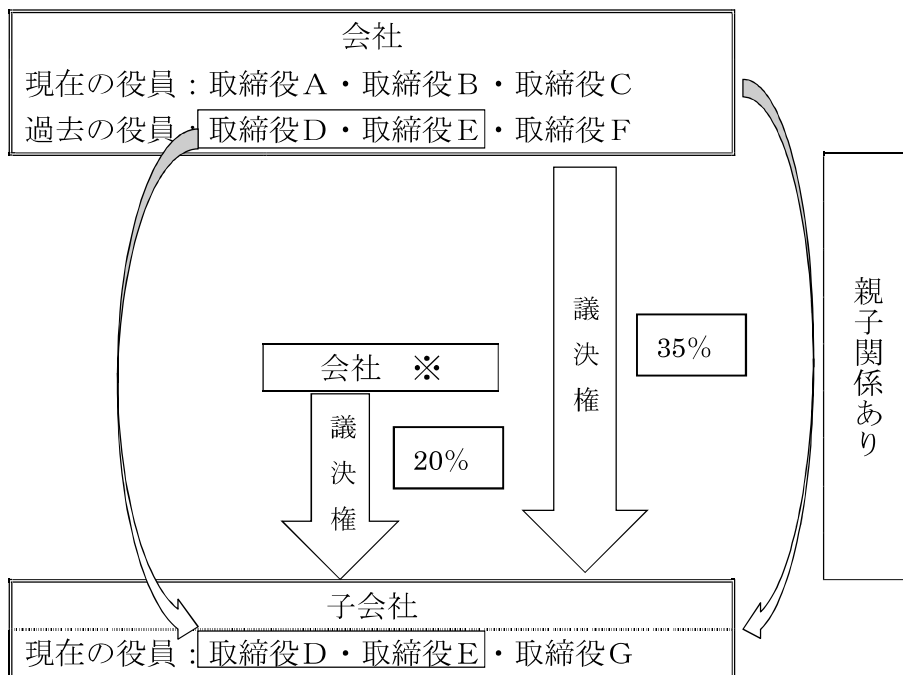 会社
現在の役員：取締役A・取締役B・取締役C
過去の役員：取締役D・取締役E・取締役F
親子関係あり
議決権
35%
会社　※
議決権
20%
子会社
現在の役員：取締役D・取締役E・取締役G